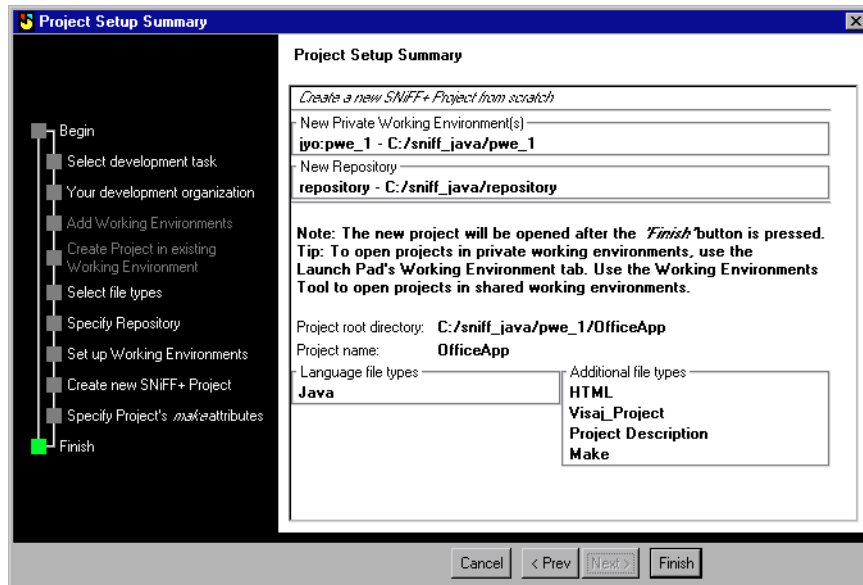 Project Setup Summary
Begin
Select development task
Your development organization
Add Working Environments
Create Project in existing
Working Environment
Select file types
Specify Repository
Set up Working Environments
Create new SNiFF+ Project
Specify Project's make attributes
Finish
Project Setup Summary
Create a new SNiFF+ Project from scratch
New Private Working Environment(s)
jyo:pwe_1 - C:/sniff_java/pwe_1
New Repository
repository - C:/sniff_java/repository
Note: The new project will be opened after the 'Finish' button is pressed.
Tip: To open projects in private working environments, use the
Launch Pad's Working Environment tab. Use the Working Environments
Tool to open projects in shared working environments.
Project root directory: C:/sniff_java/pwe_1/OfficeApp
Project name: OfficeApp
Language file types
Java
Additional file types
HTML
Visaj_Project
Project Description
Make
Cancel
< Prev
Next >
Finish